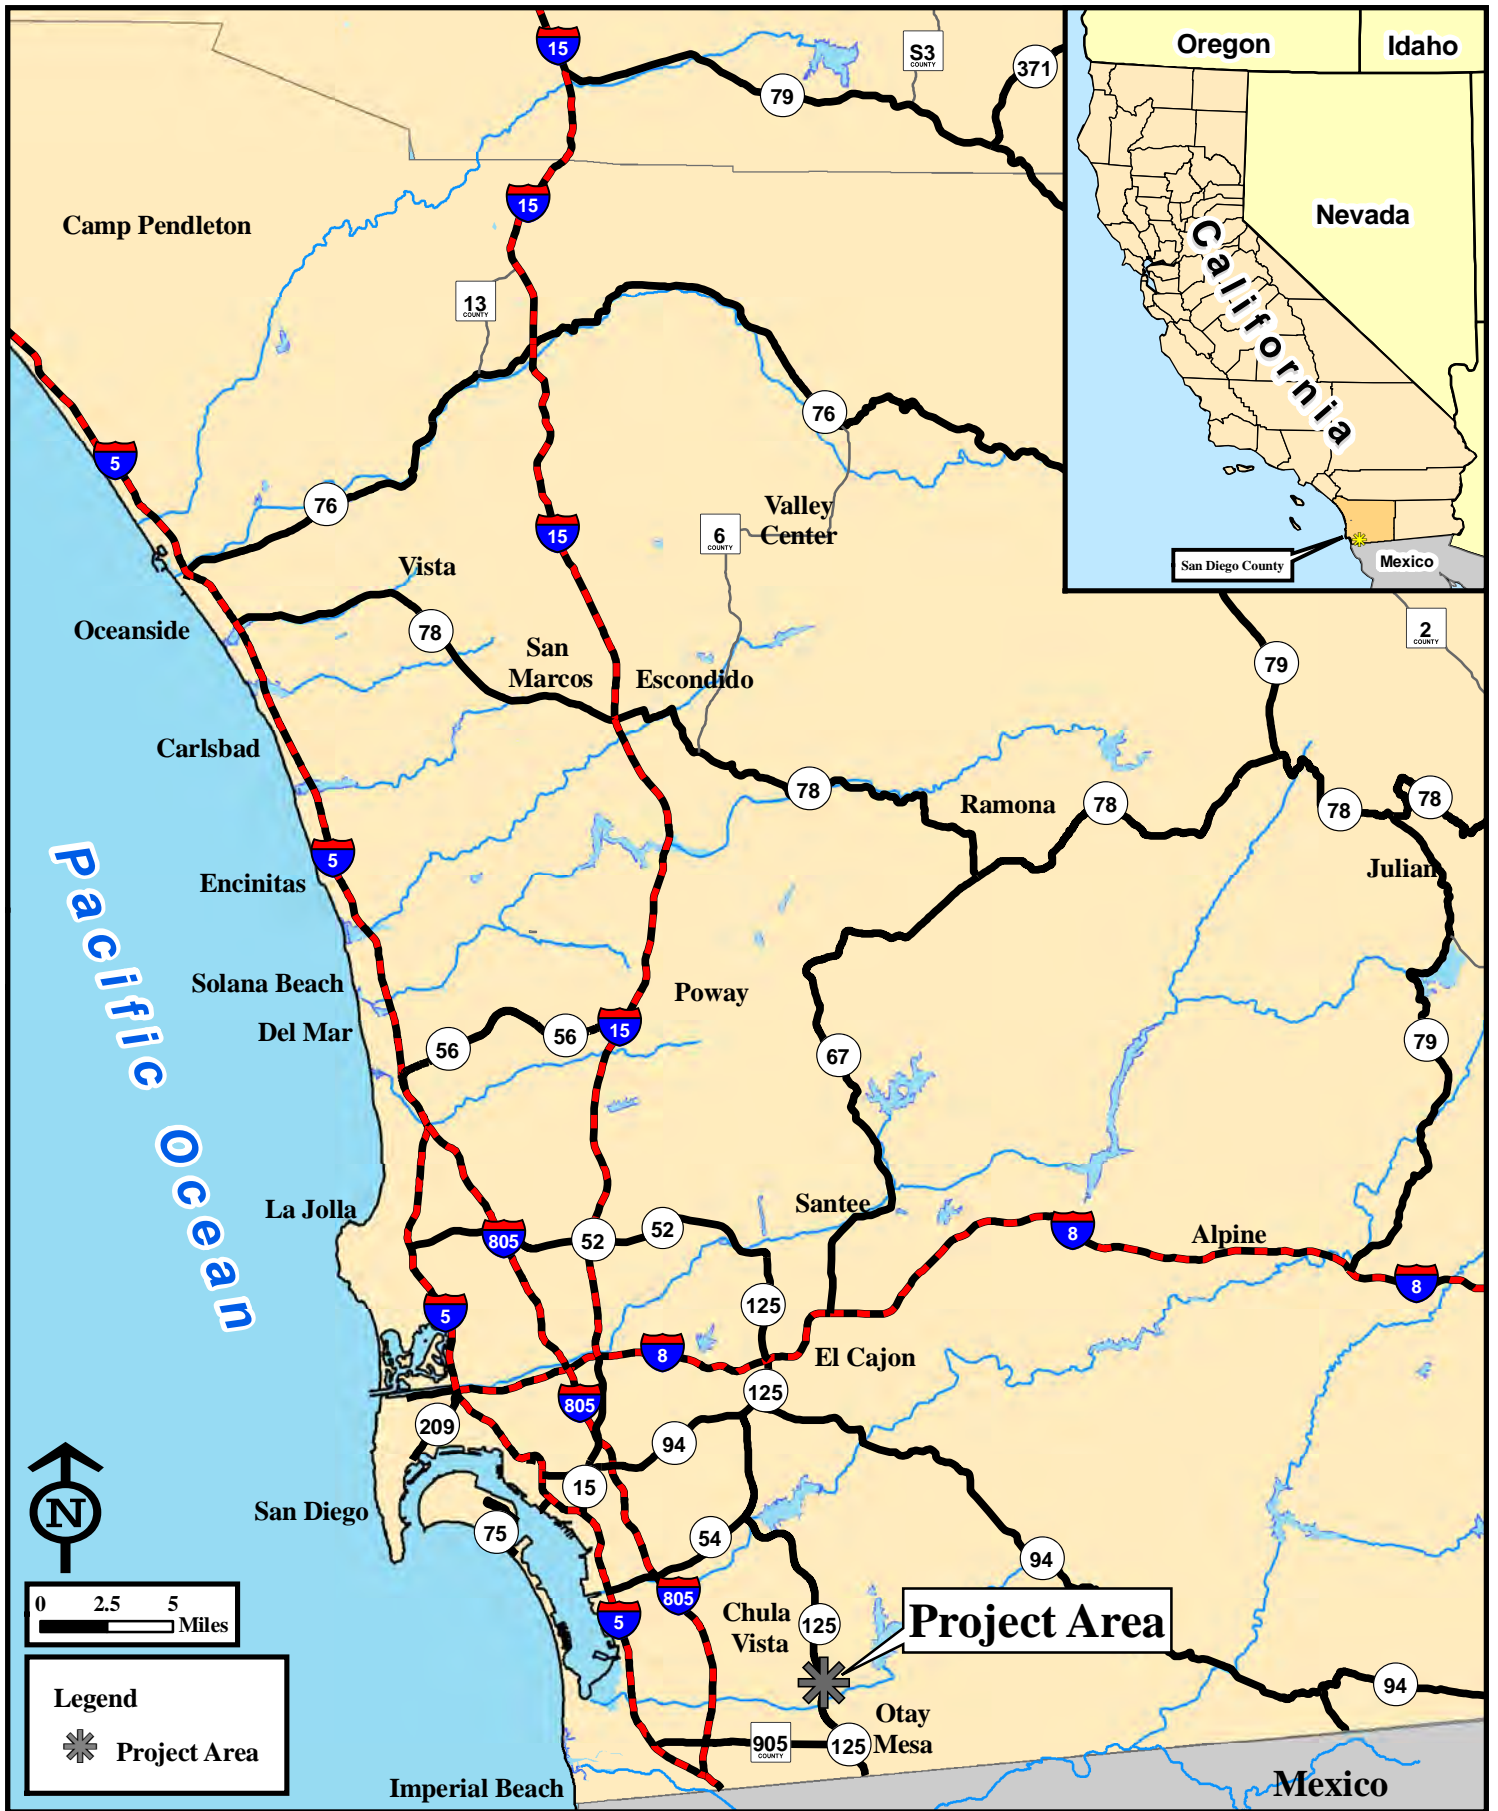 15
S3
COUNTY
371
79
Oregon
Idaho
Nevada
California
San Diego County
Mexico
15
Camp Pendleton
13
COUNTY
76
5
76
15
Valley
Center
6
COUNTY
Vista
Oceanside
78
San
Marcos
Escondido
2
COUNTY
79
Carlsbad
78
Ramona
78
78
78
Julian
5
Encinitas
Pacific Ocean
Solana Beach
Poway
Del Mar
56
56
15
67
79
La Jolla
Santee
805
52
52
8
Alpine
8
5
125
8
El Cajon
125
805
209
94
15
N
San Diego
75
54
94
0 2.5 5
Miles
805
5
Chula
Vista
125
Project Area
94
Legend
Project Area
Otay
Mesa
905
COUNTY
125
Imperial Beach
Mexico